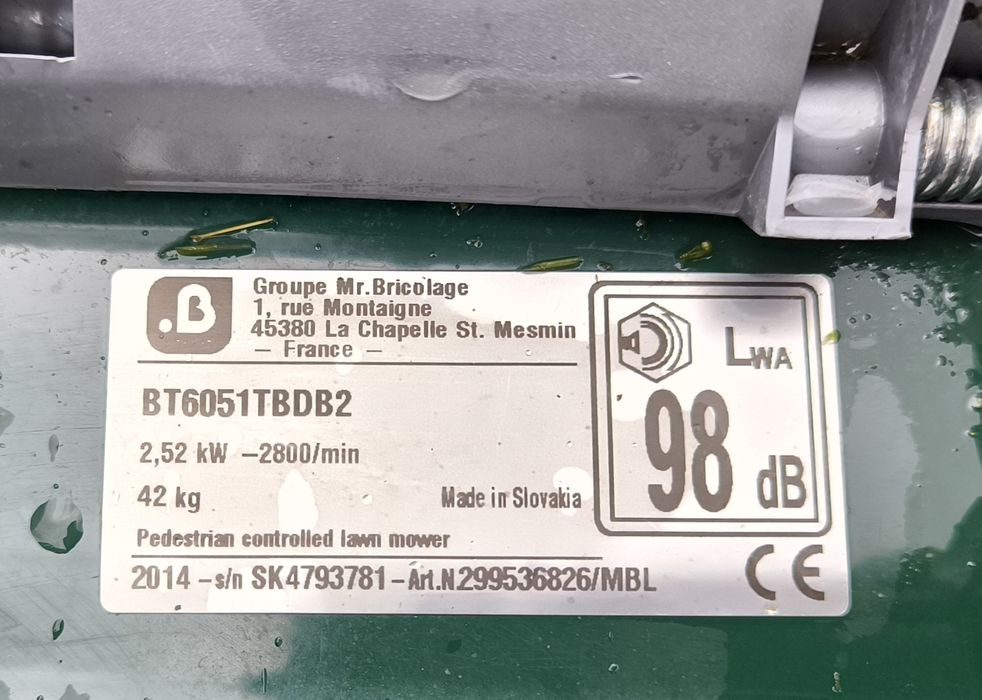 .B
Groupe Mr.Bricolage
1, rue Montaigne
45380 La Chapelle St. Mesmin
– France –
BT6051TBDB2
2,52 kW –2800/min
42 kg
Made in Slovakia
Pedestrian controlled lawn mower
2014 –s/n SK4793781–Art.N.299536826/MBL
LWA
98
dB
CE